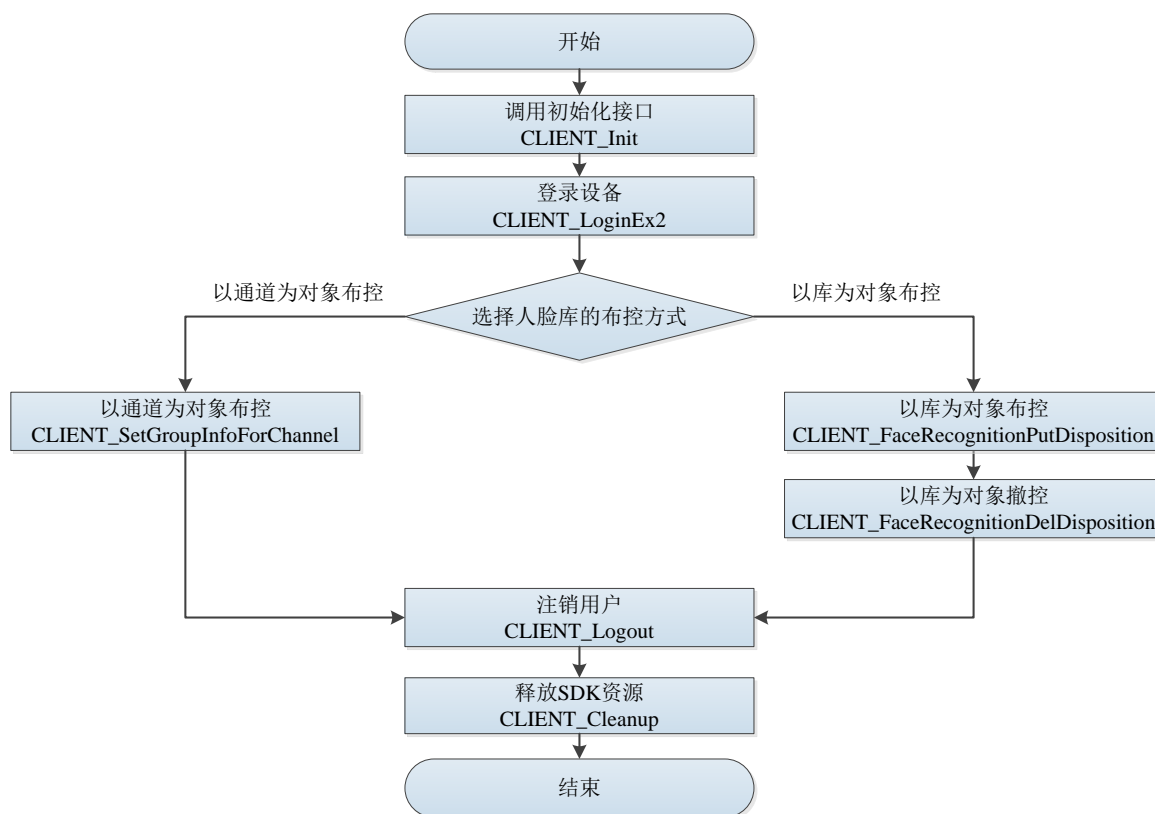 开始
调用初始化接口
CLIENT_Init
登录设备
CLIENT_LoginEx2
以通道为对象布控
以库为对象布控
选择人脸库的布控方式
以通道为对象布控
CLIENT_SetGroupInfoForChannel
以库为对象布控
CLIENT_FaceRecognitionPutDisposition
以库为对象撤控
CLIENT_FaceRecognitionDelDisposition
注销用户
CLIENT_Logout
释放SDK资源
CLIENT_Cleanup
结束